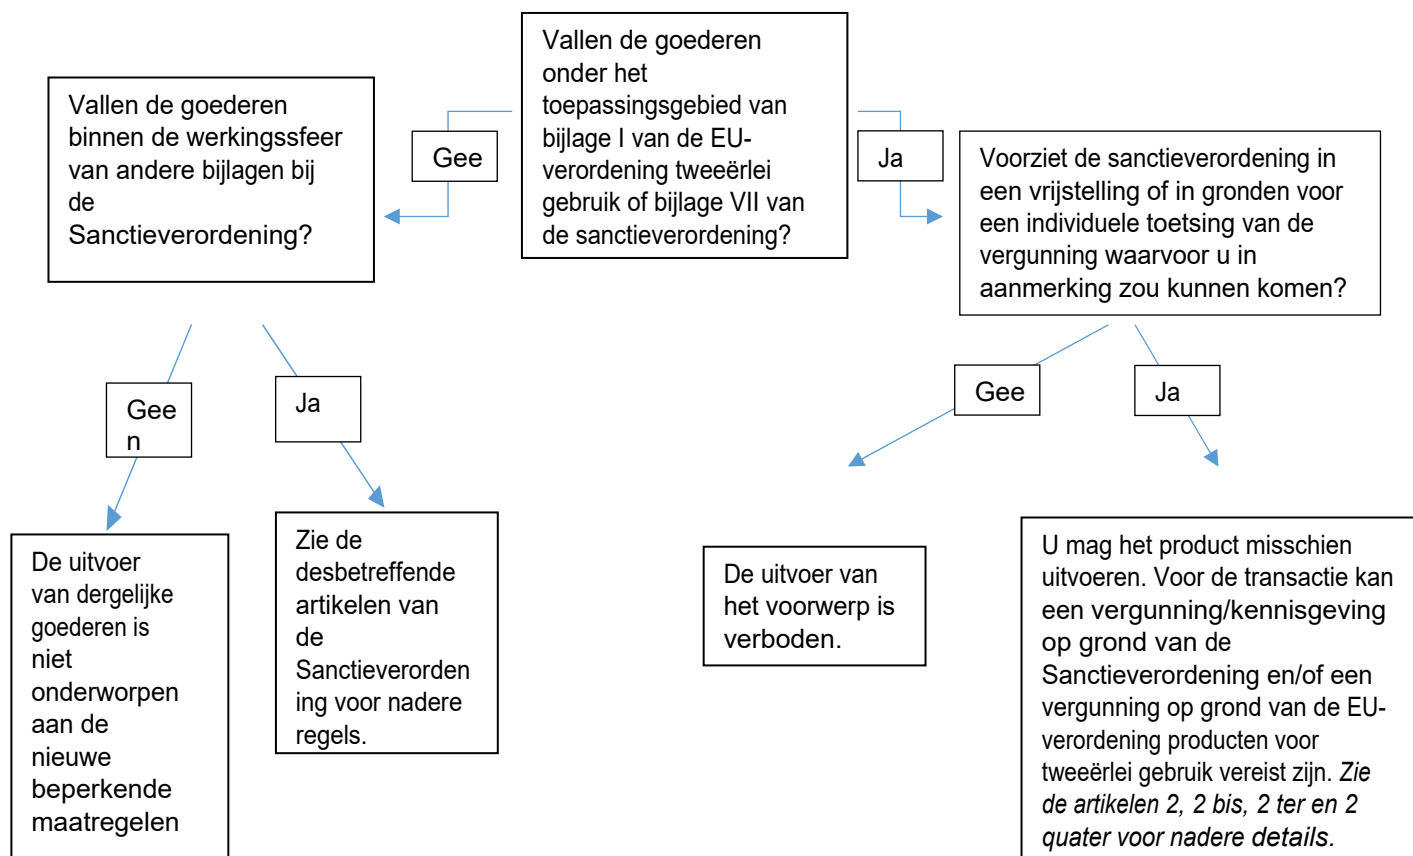 Vallen de goederen
onder het
toepassingsgebied van
bijlage I van de EU-
verordening tweeërlei
gebruik of bijlage VII van
de sanctieverordening?
Vallen de goederen
binnen de werkingssfeer
van andere bijlagen bij
de
Sanctieverordening?
Gee
Ja
Voorziet de sanctieverordening in
een vrijstelling of in gronden voor
een individuele toetsing van de
vergunning waarvoor u in
aanmerking zou kunnen komen?
Gee
n
Ja
Gee
Ja
De uitvoer
van dergelijke
goederen is
niet
onderworpen
aan de
nieuwe
beperkende
maatregelen
Zie de
desbetreffende
artikelen van
de
Sanctieverorden
ing voor nadere
regels.
De uitvoer van
het voorwerp is
verboden.
U mag het product misschien
uitvoeren. Voor de transactie kan
een vergunning/kennisgeving
op grond van de
Sanctieverordening en/of een
vergunning op grond van de EU-
verordening producten voor
tweeërlei gebruik vereist zijn. Zie
de artikelen 2, 2 bis, 2 ter en 2
quater voor nadere details.